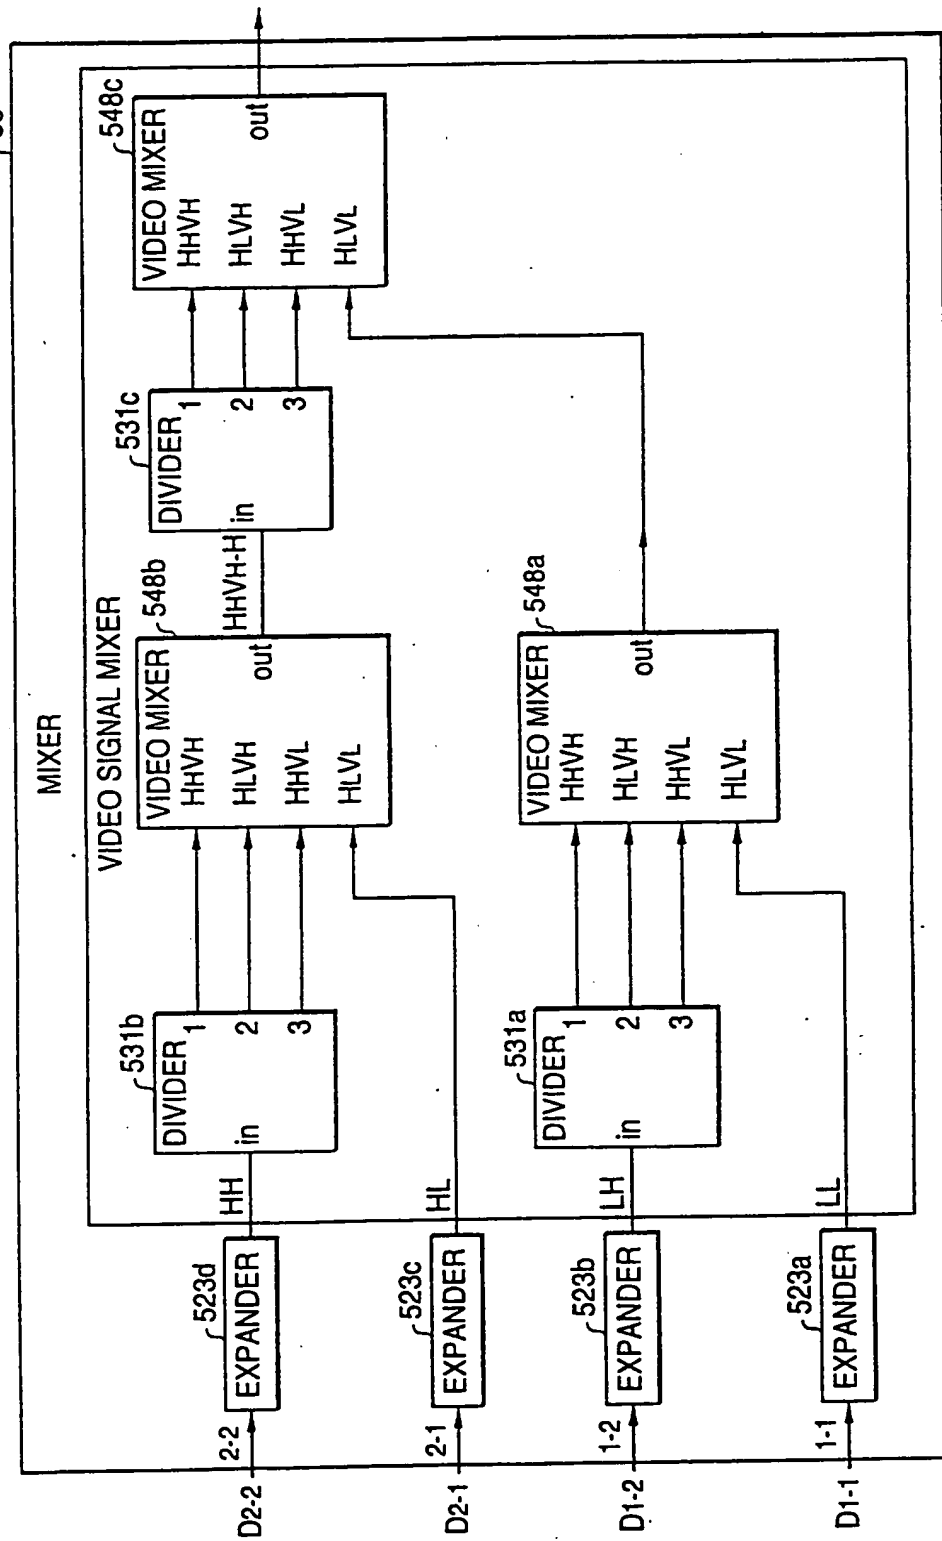 MIXER
VIDEO SIGNAL MIXER
D2-2
2-2
523d
EXPANDER
HH
531b
DIVIDER
in
1
2
3
548b
VIDEO MIXER
HHVH
HLVH
HHVL
HLVL
out
HHVH-H
531c
DIVIDER
in
1
2
3
548c
VIDEO MIXER
HHVH
HLVH
HHVL
HLVL
out
D2-1
2-1
523c
EXPANDER
HL
D1-2
1-2
523b
EXPANDER
LH
531a
DIVIDER
in
1
2
3
548a
VIDEO MIXER
HHVH
HLVH
HHVL
HLVL
out
D1-1
1-1
523a
EXPANDER
LL